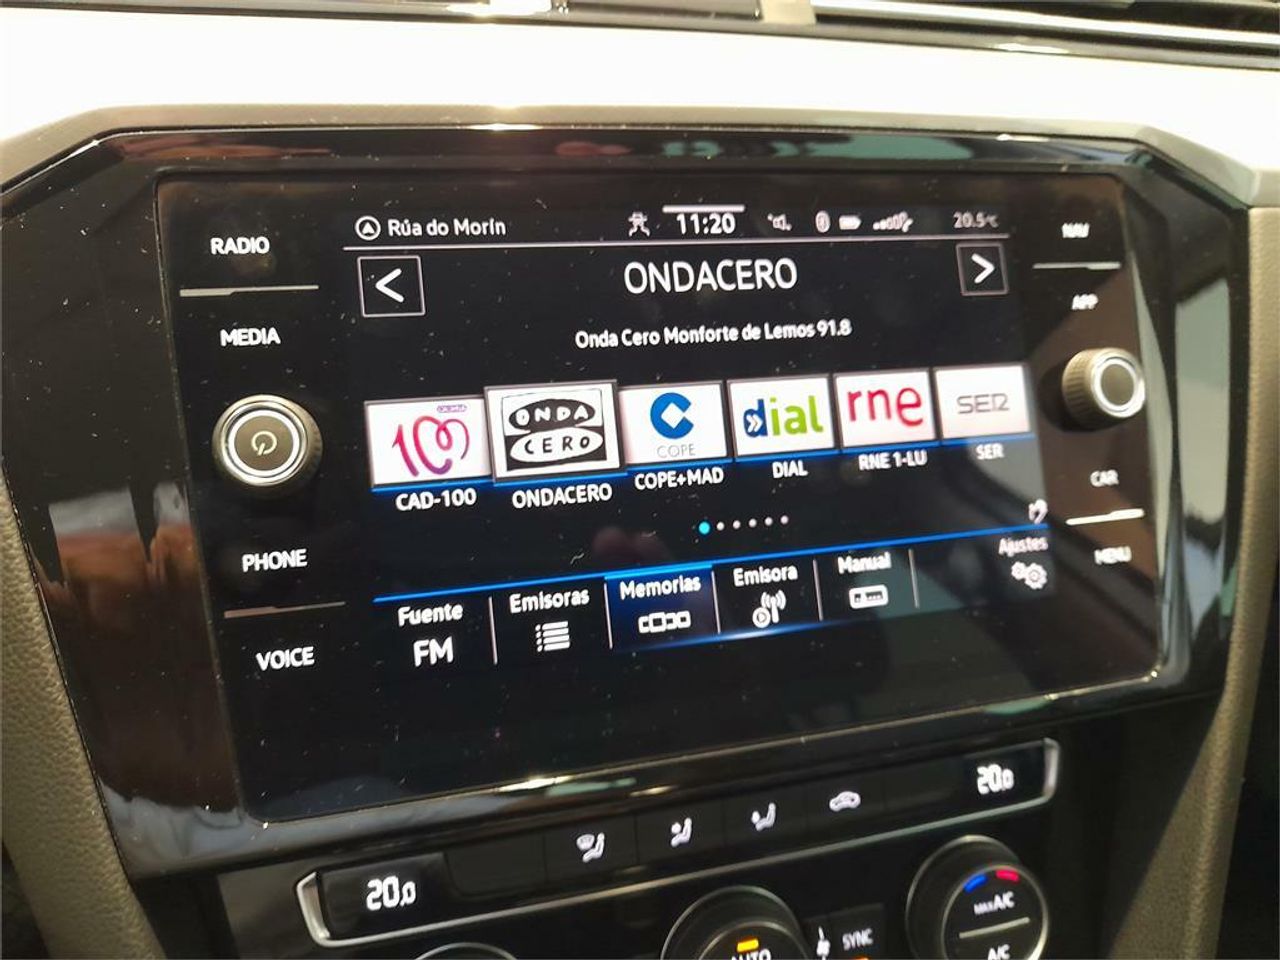 Rúa do Morín 11:20 20.5°C
RADIO
NAV
ONDACERO
APP
MEDIA
Onda Cero Monforte de Lemos 91.8
100
ONDA CERO
COPE
dial
rne
SER
CAD-100
ONDACERO
COPE+MAD
DIAL
RNE 1-LU
SER
CAR
PHONE
Fuente
FM
Emisoras
Memorias
Emisora
Manual
Ajustes
MENU
VOICE
20.0
20.0
MAX A/C
A/C
AUTO
SYNC